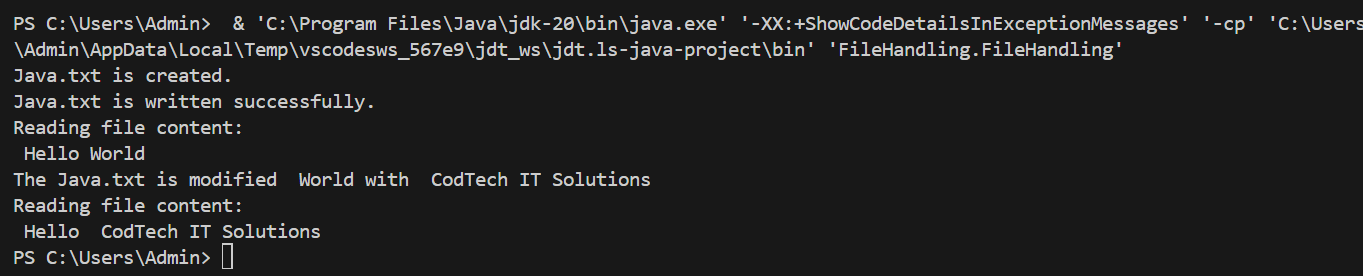 PS C:\Users\Admin>  & 'C:\Program Files\Java\jdk-20\bin\java.exe' '-XX:+ShowCodeDetailsInExceptionMessages' '-cp' 'C:\Users
\Admin\AppData\Local\Temp\vscodesws_567e9\jdt_ws\jdt.ls-java-project\bin' 'FileHandling.FileHandling'
Java.txt is created.
Java.txt is written successfully.
Reading file content:
 Hello World
The Java.txt is modified  World with  CodTech IT Solutions
Reading file content:
 Hello  CodTech IT Solutions
PS C:\Users\Admin>